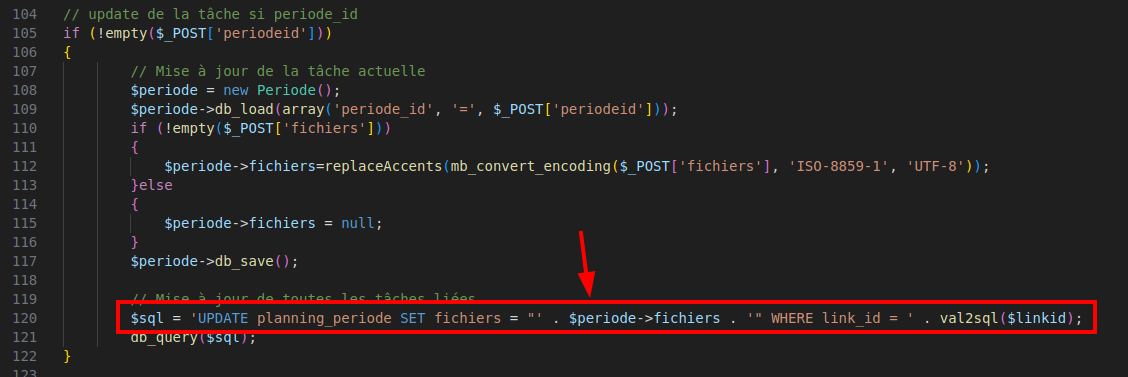 104 // update de la tâche si periode_id
105 if (!empty($_POST['periodeid']))
106 {
107 // Mise à jour de la tâche actuelle
108 $periode = new Periode();
109 $periode->db_load(array('periode_id', '=', $_POST['periodeid']));
110 if (!empty($_POST['fichiers']))
111 {
112 $periode->fichiers=replaceAccents(mb_convert_encoding($_POST['fichiers'], 'ISO-8859-1', 'UTF-8'));
113 }else
114 {
115 $periode->fichiers = null;
116 }
117 $periode->db_save();
118
119 // Mise à jour de toutes les tâches liées
120 $sql = 'UPDATE planning_periode SET fichiers = "' . $periode->fichiers . '" WHERE link_id = ' . val2sql($linkid);
121 db_query($sql);
122 }
123